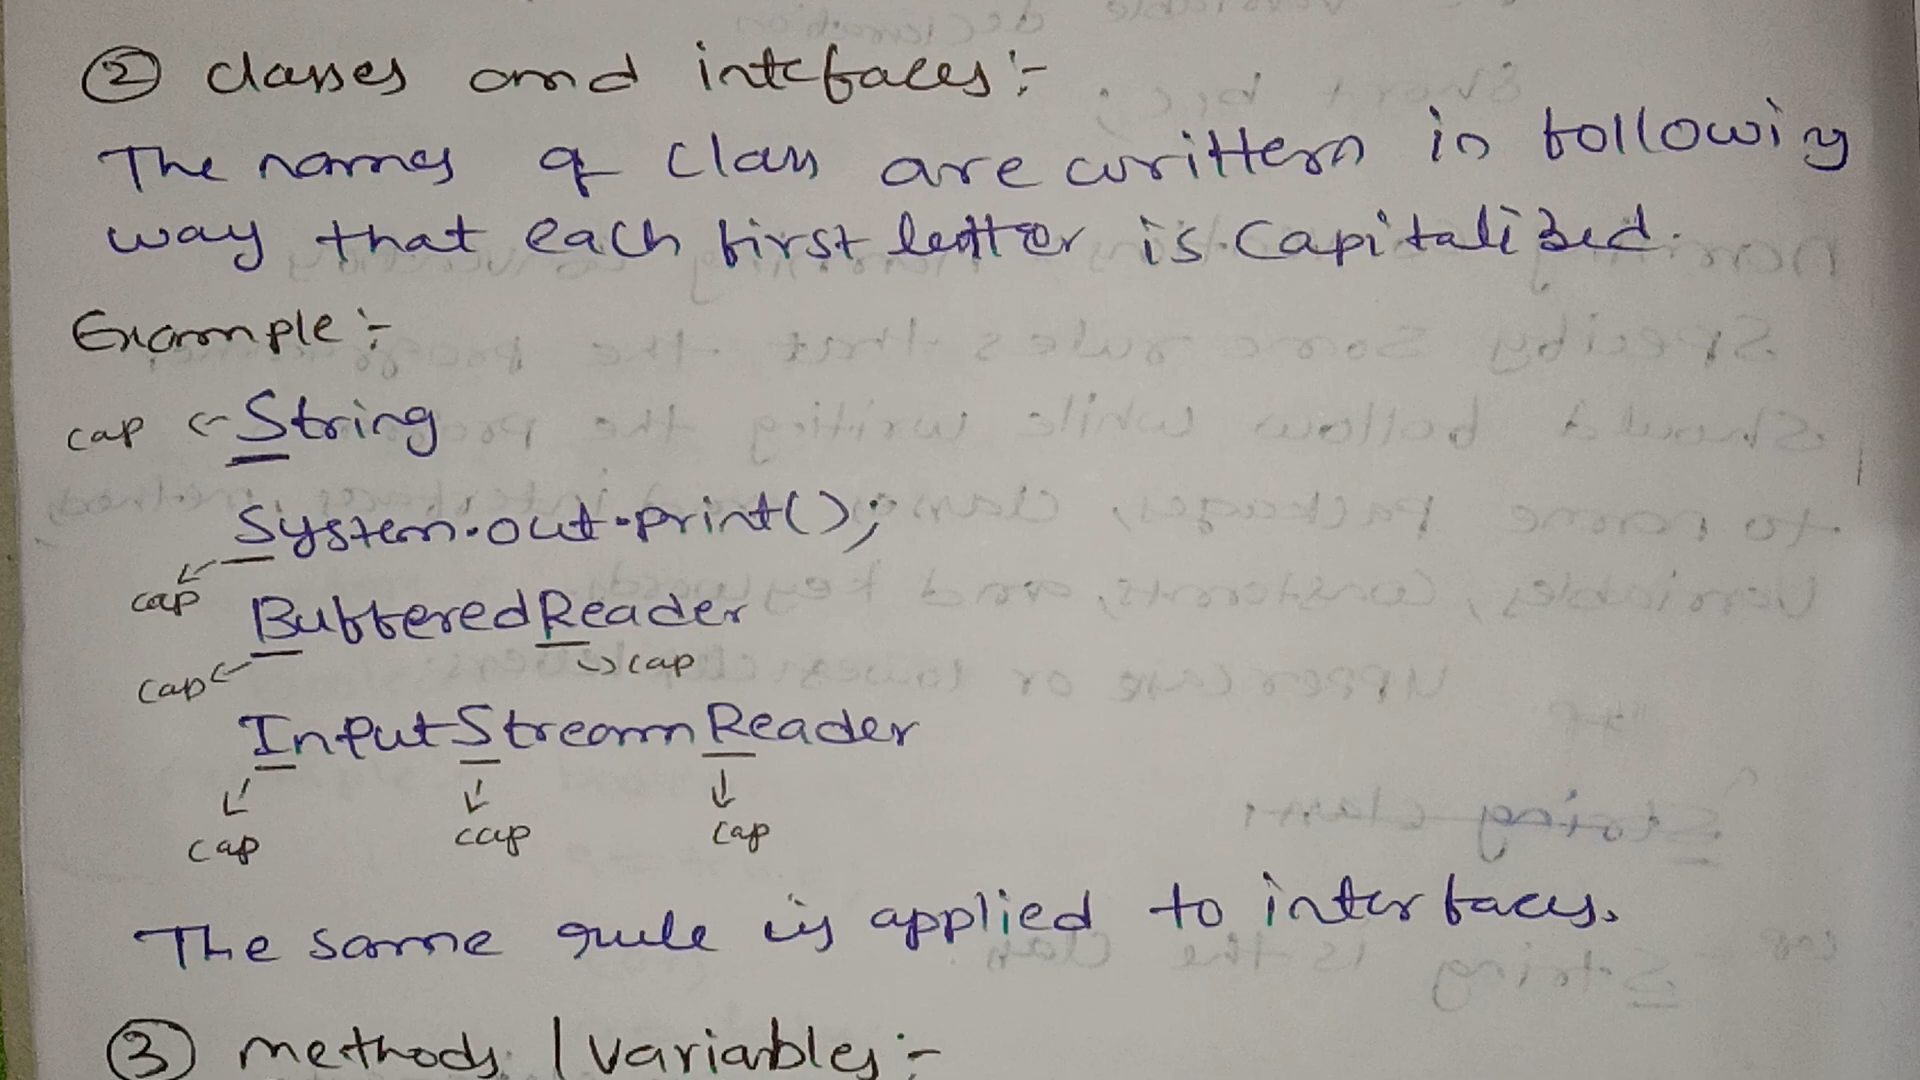 ② classes and intefaces:-
The names of class are written in following
way that each first letter is capitalized.
Example:-
cap ← String
System.out.print();
cap
BufferedReader
cap → cap
InputStreamReader
↓ ↓ ↓
cap cap cap
The same rule is applied to interfaces.
③ methods / variables:-